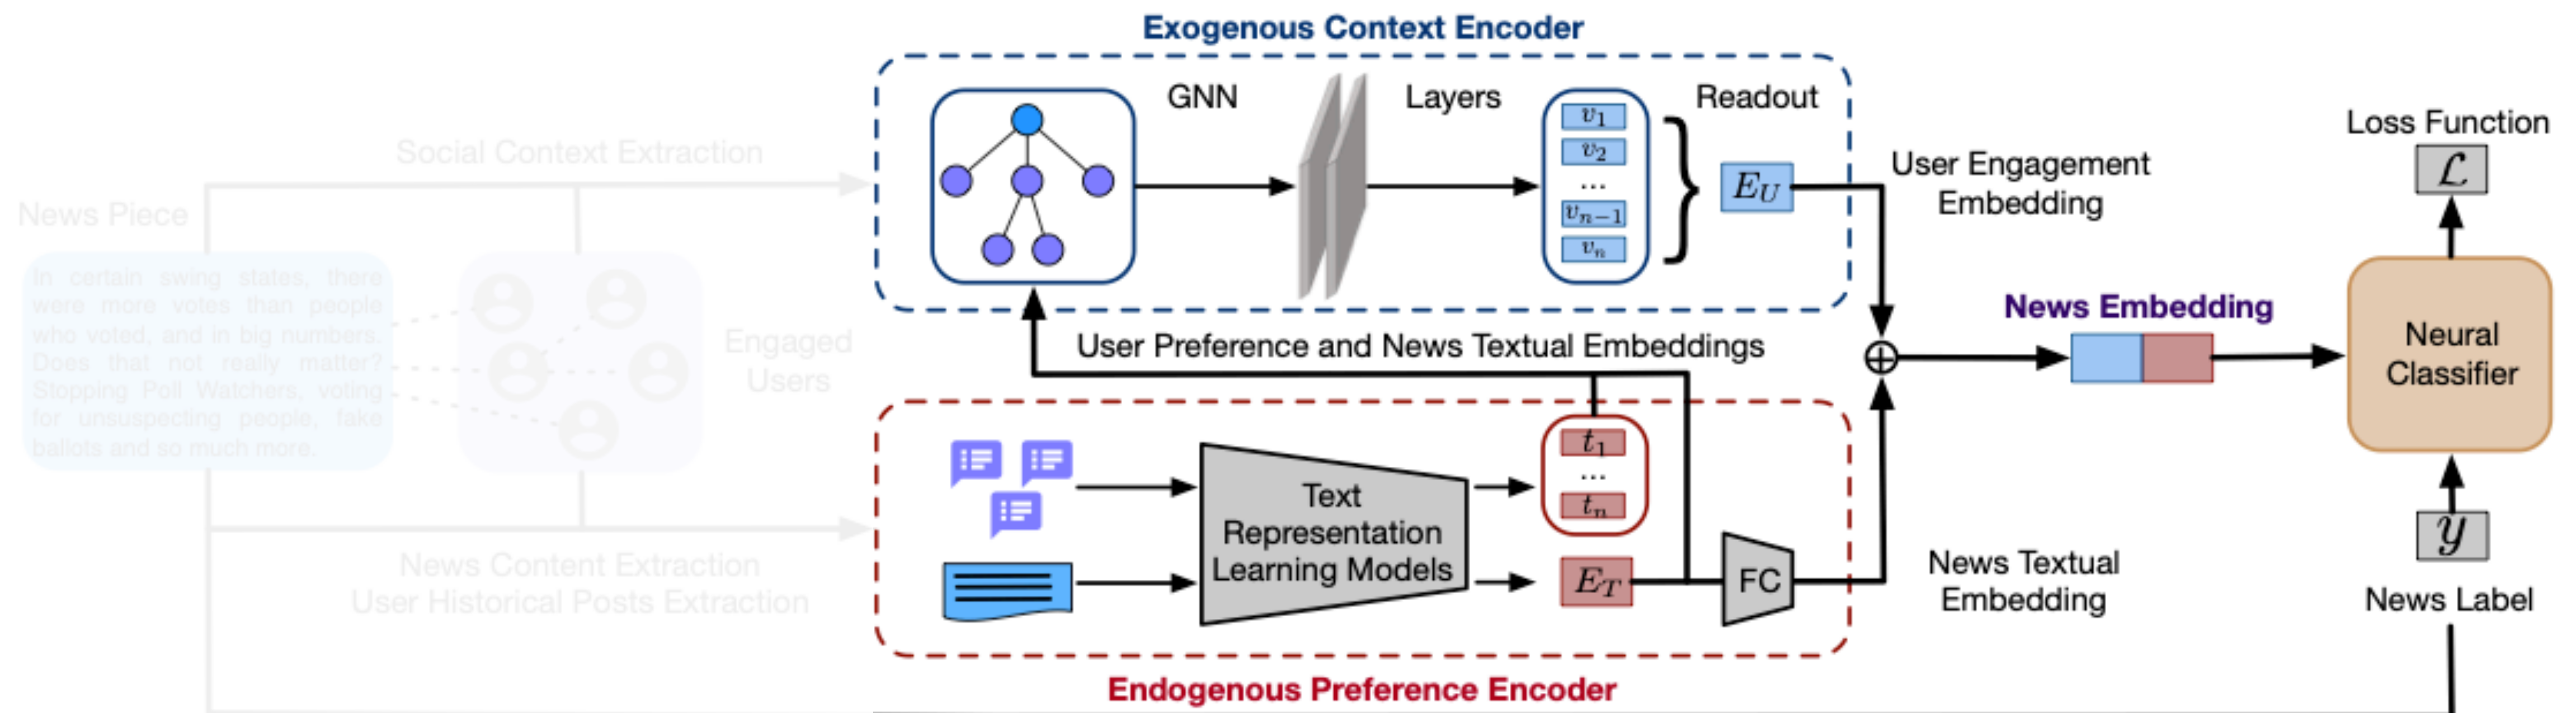 Exogenous Context Encoder
GNN
Layers
Readout
v₁
v₂
...
vₙ₋₁
vₙ
E_U
User Engagement
Embedding
Loss Function
ℒ
Social Context Extraction
News Piece
In certain swing states, there
were more votes than people
who voted, and in big numbers.
Does that not really matter?
Stopping Poll Watchers, voting
for unsuspecting people, fake
ballots and so much more.
Engaged
Users
User Preference and News Textual Embeddings
News Embedding
Neural
Classifier
News Content Extraction
User Historical Posts Extraction
Text
Representation
Learning Models
t₁
...
tₙ
E_T
FC
News Textual
Embedding
y
News Label
Endogenous Preference Encoder